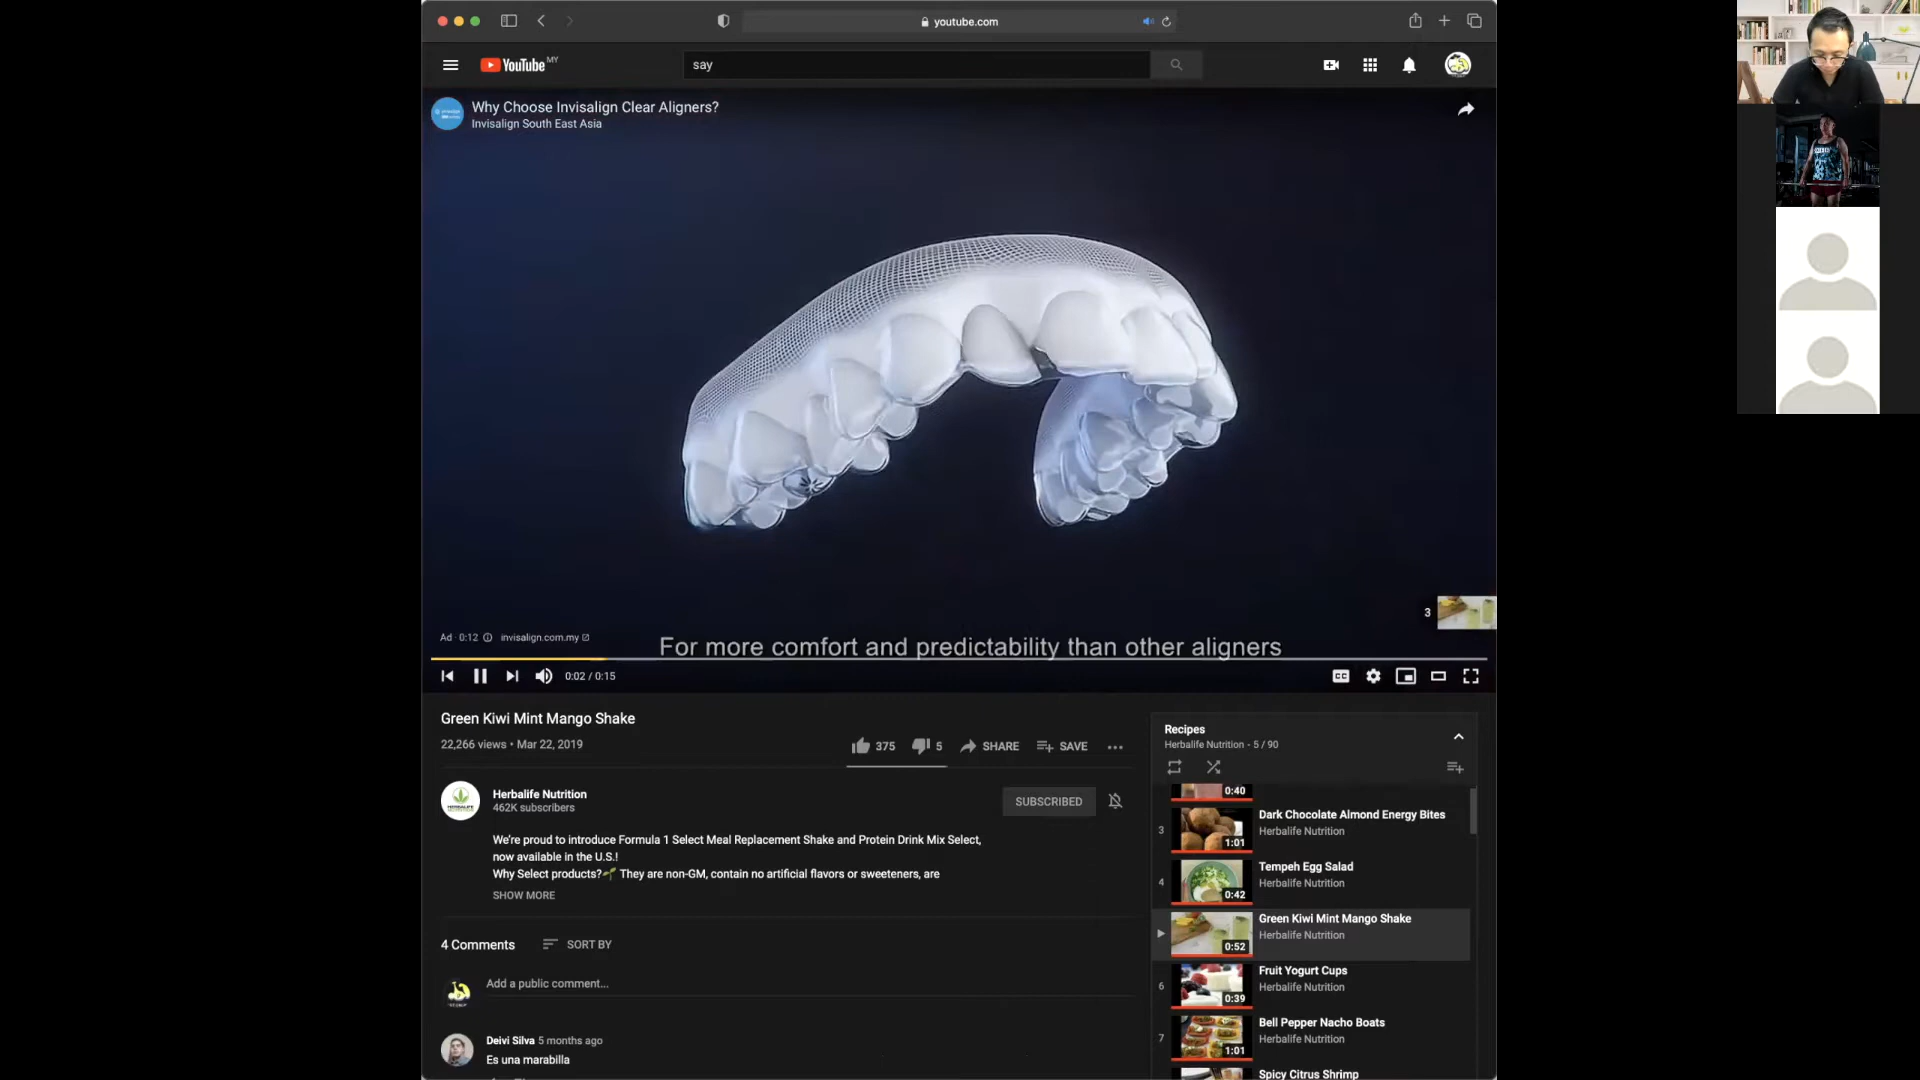 youtube.com
YouTube MY
say
Why Choose Invisalign Clear Aligners?
Invisalign South East Asia
3
Ad · 0:12 invisalign.com.my
For more comfort and predictability than other aligners
0:02 / 0:15
CC
Green Kiwi Mint Mango Shake
22,266 views • Mar 22, 2019
375
5
SHARE
SAVE
Herbalife Nutrition
462K subscribers
SUBSCRIBED
We're proud to introduce Formula 1 Select Meal Replacement Shake and Protein Drink Mix Select,
now available in the U.S.!
Why Select products?🌱 They are non-GM, contain no artificial flavors or sweeteners, are
SHOW MORE
4 Comments
SORT BY
Add a public comment...
Deivi Silva 5 months ago
Es una marabilla
Recipes
Herbalife Nutrition - 5 / 90
0:40
3
1:01
Dark Chocolate Almond Energy Bites
Herbalife Nutrition
4
0:42
Tempeh Egg Salad
Herbalife Nutrition
0:52
Green Kiwi Mint Mango Shake
Herbalife Nutrition
6
0:39
Fruit Yogurt Cups
Herbalife Nutrition
7
1:01
Bell Pepper Nacho Boats
Herbalife Nutrition
Spicy Citrus Shrimp